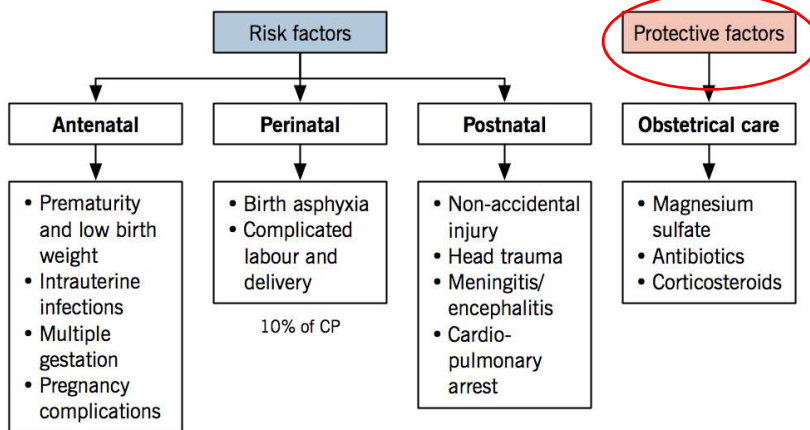 Risk factors
Protective factors
Antenatal
Perinatal
Postnatal
Obstetrical care
• Prematurity
and low birth
weight
• Intrauterine
infections
• Multiple
gestation
• Pregnancy
complications
• Birth asphyxia
• Complicated
labour and
delivery
10% of CP
• Non-accidental
injury
• Head trauma
• Meningitis/
encephalitis
• Cardio-
pulmonary
arrest
• Magnesium
sulfate
• Antibiotics
• Corticosteroids